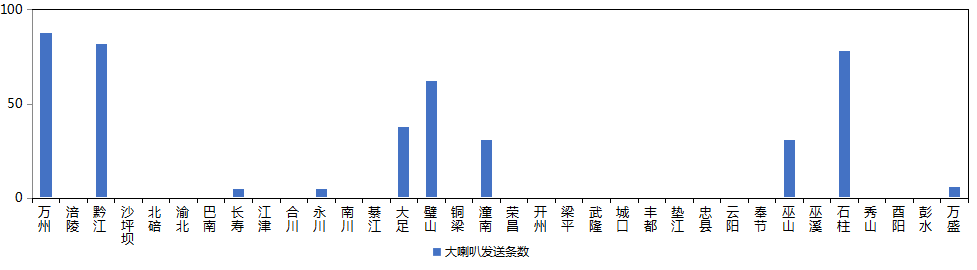 100
50
0
万州 涪陵 黔江 沙坪坝 北碚 渝北 巴南 长寿 江津 合川 永川 南川 綦江 大足 璧山 铜梁 潼南 荣昌 开州 梁平 武隆 城口 丰都 垫江 忠县 云阳 奉节 巫山 巫溪 石柱 秀山 酉阳 彭水 万盛
大喇叭发送条数